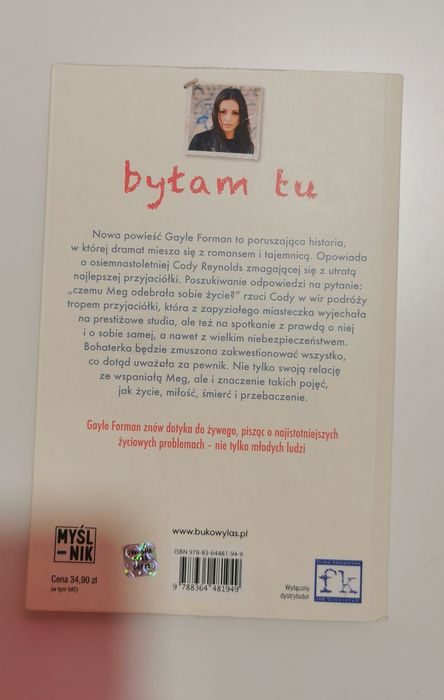 byłam tu
Nowa powieść Gayle Forman to poruszająca historia,
w której dramat miesza się z romansem i tajemnicą. Opowiada
o osiemnastoletniej Cody Reynolds zmagającej się z utratą
najlepszej przyjaciółki. Poszukiwanie odpowiedzi na pytanie:
„czemu Meg odebrała sobie życie?” rzuci Cody w wir podróży
tropem przyjaciółki, która z zapyziałego miasteczka wyjechała
na prestiżowe studia, ale też na spotkanie z prawdą o niej
i o sobie samej, a nawet z wielkim niebezpieczeństwem.
Bohaterka będzie zmuszona zakwestionować wszystko,
co dotąd uważała za pewnik. Nie tylko swoją relację
ze wspaniałą Meg, ale i znaczenie takich pojęć,
jak życie, miłość, śmierć i przebaczenie.
Gayle Forman znów dotyka do żywego, pisząc o najistotniejszych
życiowych problemach – nie tylko młodych ludzi
MYŚL
–NIK
Cena 34,90 zł
(w tym VAT)
www.bukowylas.pl
ISBN 978-83-64481-94-9
9 788364 481949
fk
Wyłączny
dystrybutor